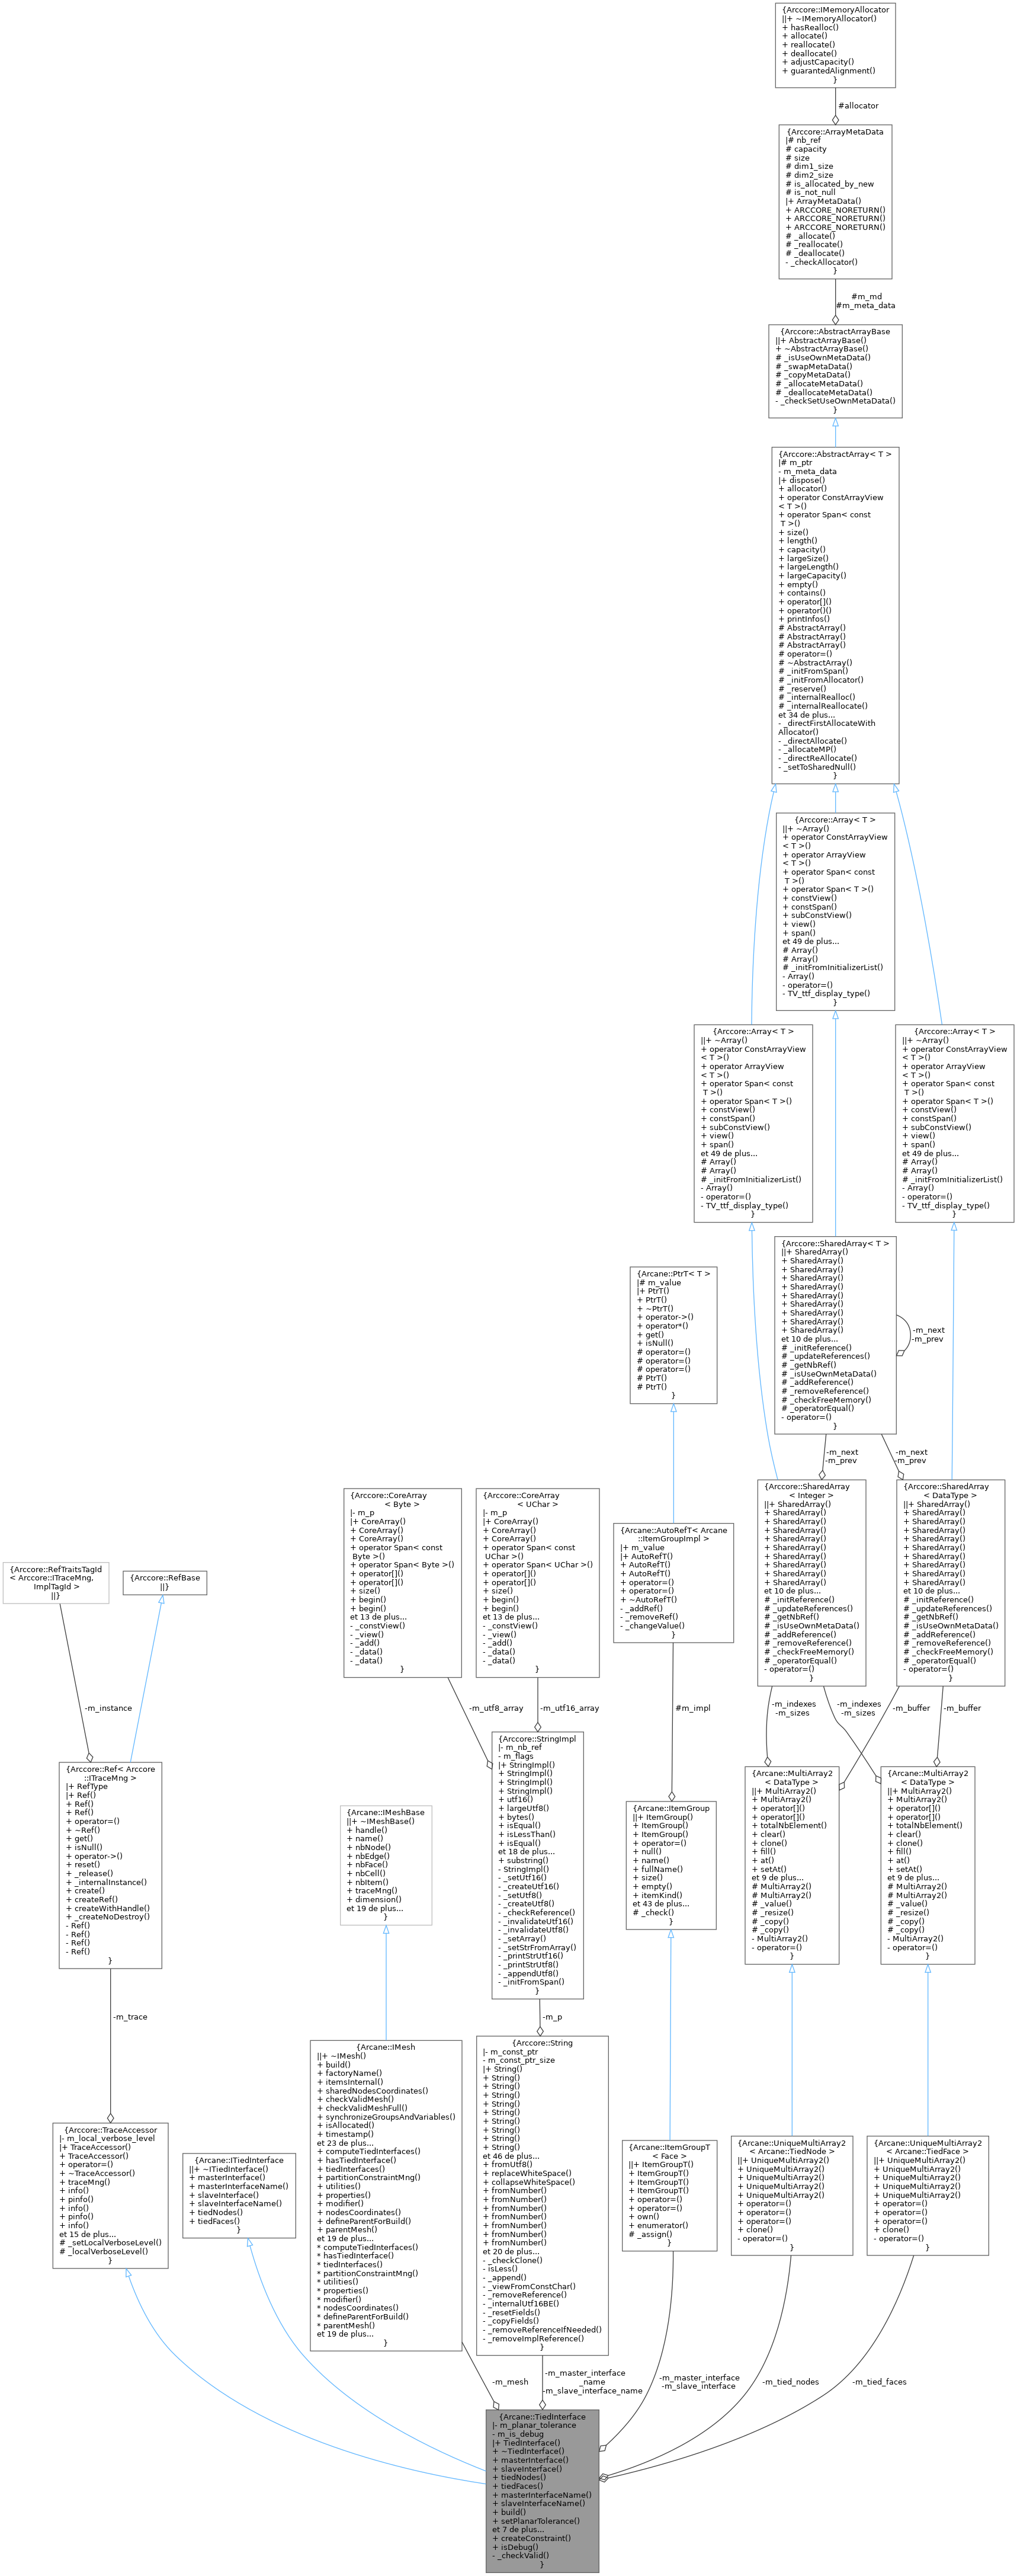 {Arccore::IMemoryAllocator
||+ ~IMemoryAllocator()
+ hasRealloc()
+ allocate()
+ reallocate()
+ deallocate()
+ adjustCapacity()
+ guarantedAlignment()
}
#allocator
{Arccore::ArrayMetaData
|# nb_ref
# capacity
# size
# dim1_size
# dim2_size
# is_allocated_by_new
# is_not_null
|+ ArrayMetaData()
+ ARCCORE_NORETURN()
+ ARCCORE_NORETURN()
+ ARCCORE_NORETURN()
# _allocate()
# _reallocate()
# _deallocate()
- _checkAllocator()
}
#m_md
#m_meta_data
{Arccore::AbstractArrayBase
||+ AbstractArrayBase()
+ ~AbstractArrayBase()
# _isUseOwnMetaData()
# _swapMetaData()
# _copyMetaData()
# _allocateMetaData()
# _deallocateMetaData()
- _checkSetUseOwnMetaData()
}
{Arccore::AbstractArray< T >
|# m_ptr
- m_meta_data
|+ dispose()
+ allocator()
+ operator ConstArrayView
< T >()
+ operator Span< const
T >()
+ size()
+ length()
+ capacity()
+ largeSize()
+ largeLength()
+ largeCapacity()
+ empty()
+ contains()
+ operator[]()
+ operator()()
+ printInfos()
# AbstractArray()
# AbstractArray()
# AbstractArray()
# operator=()
# ~AbstractArray()
# _initFromSpan()
# _initFromAllocator()
# _reserve()
# _internalRealloc()
# _internalReallocate()
et 34 de plus...
- _directFirstAllocateWith
Allocator()
- _directAllocate()
- _allocateMP()
- _directReAllocate()
- _setToSharedNull()
}
{Arccore::Array< T >
||+ ~Array()
+ operator ConstArrayView
< T >()
+ operator ArrayView
< T >()
+ operator Span< const
T >()
+ operator Span< T >()
+ constView()
+ constSpan()
+ subConstView()
+ view()
+ span()
et 49 de plus...
# Array()
# Array()
# _initFromInitializerList()
- Array()
- operator=()
- TV_ttf_display_type()
}
{Arccore::Array< T >
||+ ~Array()
+ operator ConstArrayView
< T >()
+ operator ArrayView
< T >()
+ operator Span< const
T >()
+ operator Span< T >()
+ constView()
+ constSpan()
+ subConstView()
+ view()
+ span()
et 49 de plus...
# Array()
# Array()
# _initFromInitializerList()
- Array()
- operator=()
- TV_ttf_display_type()
}
{Arccore::Array< T >
||+ ~Array()
+ operator ConstArrayView
< T >()
+ operator ArrayView
< T >()
+ operator Span< const
T >()
+ operator Span< T >()
+ constView()
+ constSpan()
+ subConstView()
+ view()
+ span()
et 49 de plus...
# Array()
# Array()
# _initFromInitializerList()
- Array()
- operator=()
- TV_ttf_display_type()
}
{Arccore::SharedArray< T >
||+ SharedArray()
+ SharedArray()
+ SharedArray()
+ SharedArray()
+ SharedArray()
+ SharedArray()
+ SharedArray()
+ SharedArray()
+ SharedArray()
+ SharedArray()
et 10 de plus...
# _initReference()
# _updateReferences()
# _getNbRef()
# _isUseOwnMetaData()
# _addReference()
# _removeReference()
# _checkFreeMemory()
# _operatorEqual()
- operator=()
}
-m_next
-m_prev
{Arcane::PtrT< T >
|# m_value
|+ PtrT()
+ PtrT()
+ ~PtrT()
+ operator->()
+ operator*()
+ get()
+ isNull()
# operator=()
# operator=()
# operator=()
# PtrT()
# PtrT()
}
-m_next
-m_prev
-m_next
-m_prev
{Arccore::SharedArray
< Integer >
||+ SharedArray()
+ SharedArray()
+ SharedArray()
+ SharedArray()
+ SharedArray()
+ SharedArray()
+ SharedArray()
+ SharedArray()
+ SharedArray()
+ SharedArray()
et 10 de plus...
# _initReference()
# _updateReferences()
# _getNbRef()
# _isUseOwnMetaData()
# _addReference()
# _removeReference()
# _checkFreeMemory()
# _operatorEqual()
- operator=()
}
{Arccore::SharedArray
< DataType >
||+ SharedArray()
+ SharedArray()
+ SharedArray()
+ SharedArray()
+ SharedArray()
+ SharedArray()
+ SharedArray()
+ SharedArray()
+ SharedArray()
+ SharedArray()
et 10 de plus...
# _initReference()
# _updateReferences()
# _getNbRef()
# _isUseOwnMetaData()
# _addReference()
# _removeReference()
# _checkFreeMemory()
# _operatorEqual()
- operator=()
}
{Arccore::CoreArray
< Byte >
|- m_p
|+ CoreArray()
+ CoreArray()
+ CoreArray()
+ operator Span< const
Byte >()
+ operator Span< Byte >()
+ operator[]()
+ operator[]()
+ size()
+ begin()
+ begin()
et 13 de plus...
- _constView()
- _view()
- _add()
- _data()
- _data()
}
{Arccore::CoreArray
< UChar >
|- m_p
|+ CoreArray()
+ CoreArray()
+ CoreArray()
+ operator Span< const
UChar >()
+ operator Span< UChar >()
+ operator[]()
+ operator[]()
+ size()
+ begin()
+ begin()
et 13 de plus...
- _constView()
- _view()
- _add()
- _data()
- _data()
}
{Arcane::AutoRefT< Arcane
::ItemGroupImpl >
|+ m_value
|+ AutoRefT()
+ AutoRefT()
+ AutoRefT()
+ operator=()
+ operator=()
+ ~AutoRefT()
- _addRef()
- _removeRef()
- _changeValue()
}
{Arccore::RefTraitsTagId
< Arccore::ITraceMng,
ImplTagId >
||}
{Arccore::RefBase
||}
-m_instance
-m_utf8_array
-m_utf16_array
#m_impl
-m_indexes
-m_sizes
-m_indexes
-m_sizes
-m_buffer
-m_buffer
{Arccore::Ref< Arccore
::ITraceMng >
|+ RefType
|+ Ref()
+ Ref()
+ Ref()
+ operator=()
+ ~Ref()
+ get()
+ isNull()
+ operator->()
+ reset()
+ _release()
+ _internalInstance()
+ create()
+ createRef()
+ createWithHandle()
+ _createNoDestroy()
- Ref()
- Ref()
- Ref()
- Ref()
}
{Arcane::IMeshBase
||+ ~IMeshBase()
+ handle()
+ name()
+ nbNode()
+ nbEdge()
+ nbFace()
+ nbCell()
+ nbItem()
+ traceMng()
+ dimension()
et 19 de plus...
}
{Arccore::StringImpl
|- m_nb_ref
- m_flags
|+ StringImpl()
+ StringImpl()
+ StringImpl()
+ StringImpl()
+ utf16()
+ largeUtf8()
+ bytes()
+ isEqual()
+ isLessThan()
+ isEqual()
et 18 de plus...
+ substring()
- StringImpl()
- _setUtf16()
- _createUtf16()
- _setUtf8()
- _createUtf8()
- _checkReference()
- _invalidateUtf16()
- _invalidateUtf8()
- _setArray()
- _setStrFromArray()
- _printStrUtf16()
- _printStrUtf8()
- _appendUtf8()
- _initFromSpan()
}
{Arcane::ItemGroup
||+ ItemGroup()
+ ItemGroup()
+ ItemGroup()
+ operator=()
+ null()
+ name()
+ fullName()
+ size()
+ empty()
+ itemKind()
et 43 de plus...
# _check()
}
{Arcane::MultiArray2
< DataType >
||+ MultiArray2()
+ MultiArray2()
+ operator[]()
+ operator[]()
+ totalNbElement()
+ clear()
+ clone()
+ fill()
+ at()
+ setAt()
et 9 de plus...
# MultiArray2()
# MultiArray2()
# _value()
# _resize()
# _copy()
# _copy()
- MultiArray2()
- operator=()
}
{Arcane::MultiArray2
< DataType >
||+ MultiArray2()
+ MultiArray2()
+ operator[]()
+ operator[]()
+ totalNbElement()
+ clear()
+ clone()
+ fill()
+ at()
+ setAt()
et 9 de plus...
# MultiArray2()
# MultiArray2()
# _value()
# _resize()
# _copy()
# _copy()
- MultiArray2()
- operator=()
}
-m_trace
-m_p
{Arccore::TraceAccessor
|- m_local_verbose_level
|+ TraceAccessor()
+ TraceAccessor()
+ operator=()
+ ~TraceAccessor()
+ traceMng()
+ info()
+ pinfo()
+ info()
+ pinfo()
+ info()
et 15 de plus...
# _setLocalVerboseLevel()
# _localVerboseLevel()
}
{Arcane::ITiedInterface
||+ ~ITiedInterface()
+ masterInterface()
+ masterInterfaceName()
+ slaveInterface()
+ slaveInterfaceName()
+ tiedNodes()
+ tiedFaces()
}
{Arcane::IMesh
||+ ~IMesh()
+ build()
+ factoryName()
+ itemsInternal()
+ sharedNodesCoordinates()
+ checkValidMesh()
+ checkValidMeshFull()
+ synchronizeGroupsAndVariables()
+ isAllocated()
+ timestamp()
et 23 de plus...
+ computeTiedInterfaces()
+ hasTiedInterface()
+ tiedInterfaces()
+ partitionConstraintMng()
+ utilities()
+ properties()
+ modifier()
+ nodesCoordinates()
+ defineParentForBuild()
+ parentMesh()
et 19 de plus...
* computeTiedInterfaces()
* hasTiedInterface()
* tiedInterfaces()
* partitionConstraintMng()
* utilities()
* properties()
* modifier()
* nodesCoordinates()
* defineParentForBuild()
* parentMesh()
et 19 de plus...
}
{Arccore::String
|- m_const_ptr
- m_const_ptr_size
|+ String()
+ String()
+ String()
+ String()
+ String()
+ String()
+ String()
+ String()
+ String()
+ String()
et 46 de plus...
+ fromUtf8()
+ replaceWhiteSpace()
+ collapseWhiteSpace()
+ fromNumber()
+ fromNumber()
+ fromNumber()
+ fromNumber()
+ fromNumber()
+ fromNumber()
+ fromNumber()
et 20 de plus...
- _checkClone()
- isLess()
- _append()
- _viewFromConstChar()
- _removeReference()
- _internalUtf16BE()
- _resetFields()
- _copyFields()
- _removeReferenceIfNeeded()
- _removeImplReference()
}
{Arcane::ItemGroupT
< Face >
||+ ItemGroupT()
+ ItemGroupT()
+ ItemGroupT()
+ ItemGroupT()
+ operator=()
+ operator=()
+ own()
+ enumerator()
# _assign()
}
{Arcane::UniqueMultiArray2
< Arcane::TiedNode >
||+ UniqueMultiArray2()
+ UniqueMultiArray2()
+ UniqueMultiArray2()
+ UniqueMultiArray2()
+ UniqueMultiArray2()
+ operator=()
+ operator=()
+ operator=()
+ clone()
- operator=()
}
{Arcane::UniqueMultiArray2
< Arcane::TiedFace >
||+ UniqueMultiArray2()
+ UniqueMultiArray2()
+ UniqueMultiArray2()
+ UniqueMultiArray2()
+ UniqueMultiArray2()
+ operator=()
+ operator=()
+ operator=()
+ clone()
- operator=()
}
-m_mesh
-m_master_interface
_name
-m_slave_interface_name
-m_master_interface
-m_slave_interface
-m_tied_nodes
-m_tied_faces
{Arcane::TiedInterface
|- m_planar_tolerance
- m_is_debug
|+ TiedInterface()
+ ~TiedInterface()
+ masterInterface()
+ slaveInterface()
+ tiedNodes()
+ tiedFaces()
+ masterInterfaceName()
+ slaveInterfaceName()
+ build()
+ setPlanarTolerance()
et 7 de plus...
+ createConstraint()
+ isDebug()
- _checkValid()
}